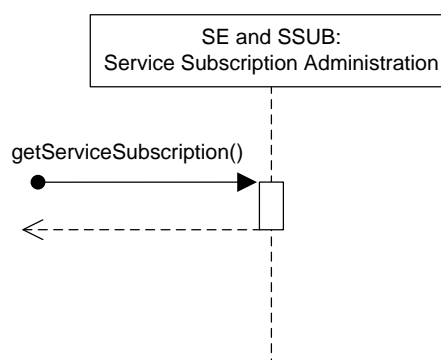 SE and SSUB:
Service Subscription Administration
getServiceSubscription()